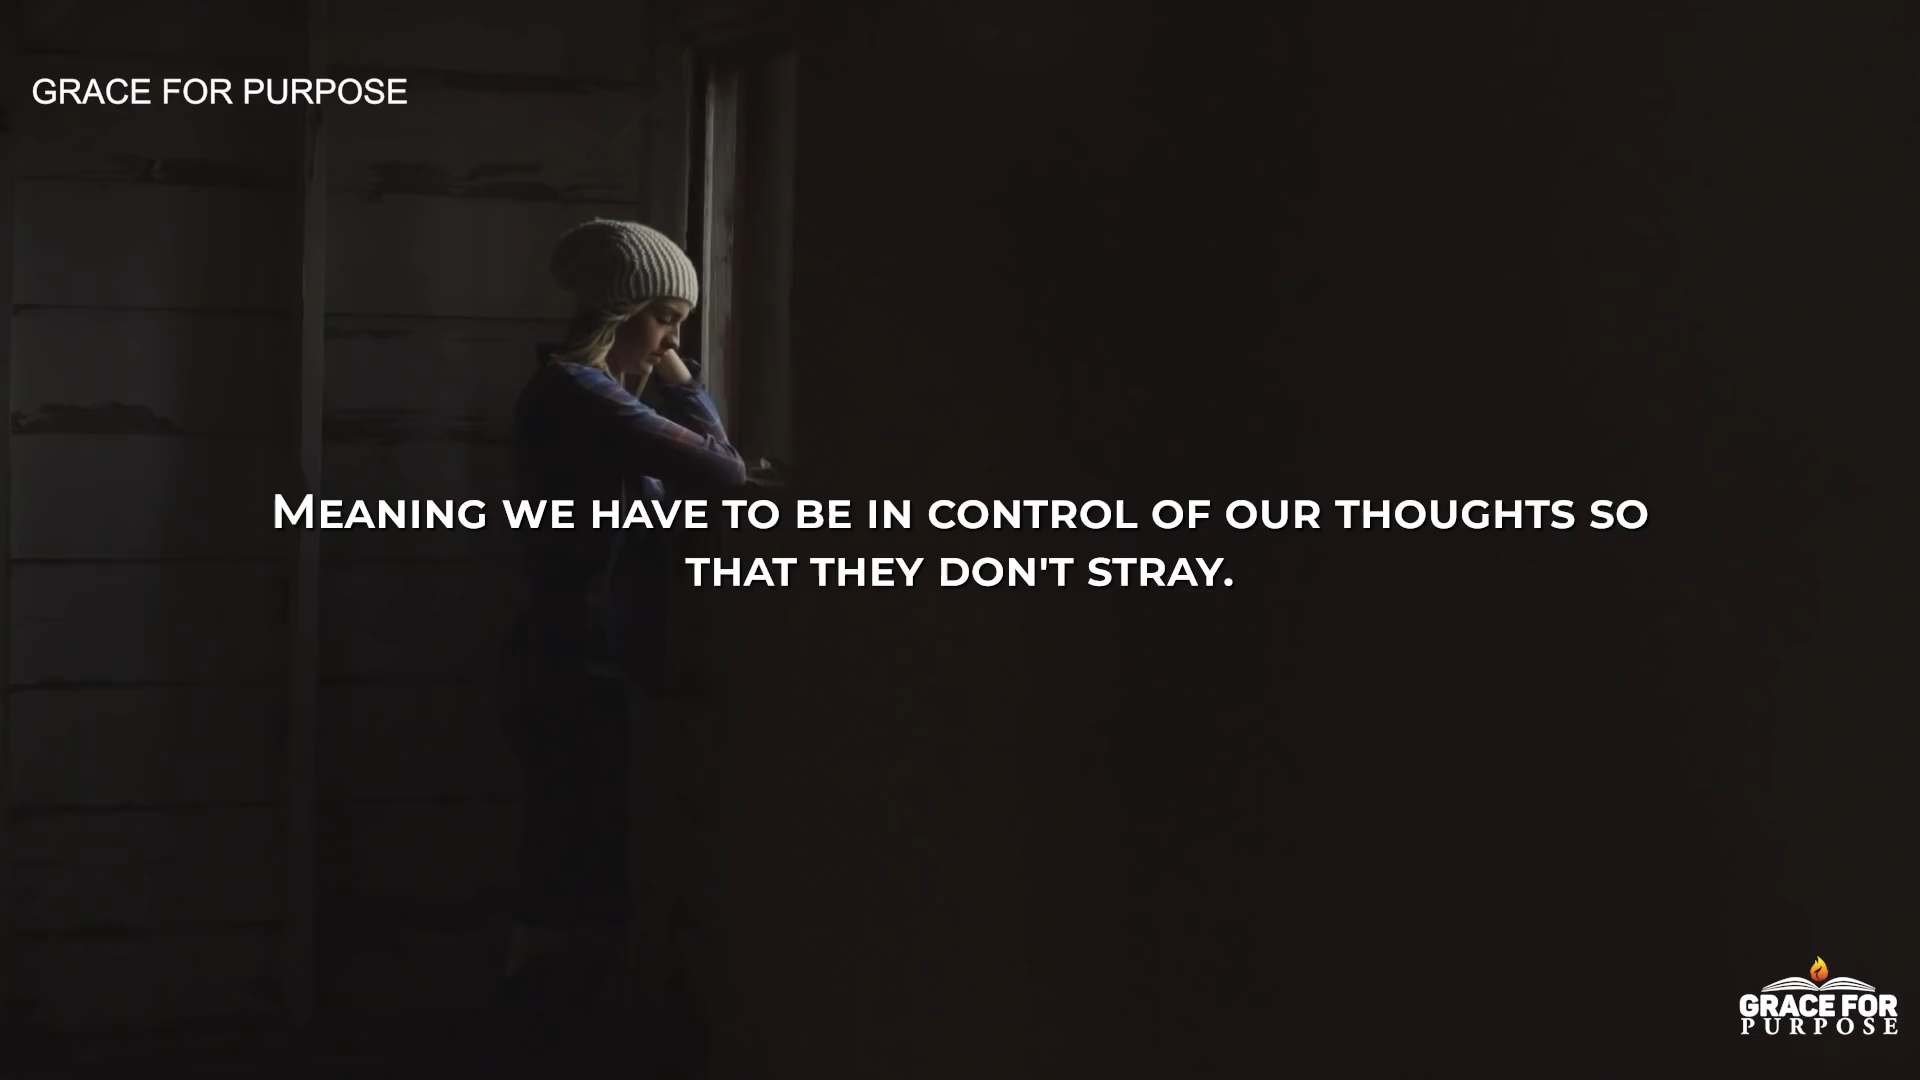 GRACE FOR PURPOSE
Meaning we have to be in control of our thoughts so
that they don't stray.
GRACE FOR
PURPOSE